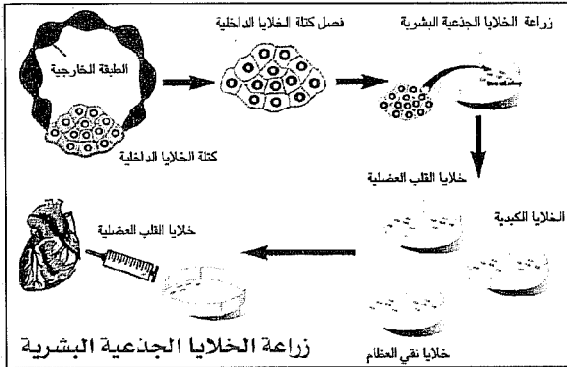 فصل كتلة الخلايا الداخلية
زراعة الخلايا الجذعية البشرية
الطبقة الخارجية
كتلة الخلايا الداخلية
خلايا القلب العضلية
الخلايا الكبدية
خلايا القلب العضلية
خلايا نقي العظام
زراعة الخلايا الجذعية البشرية